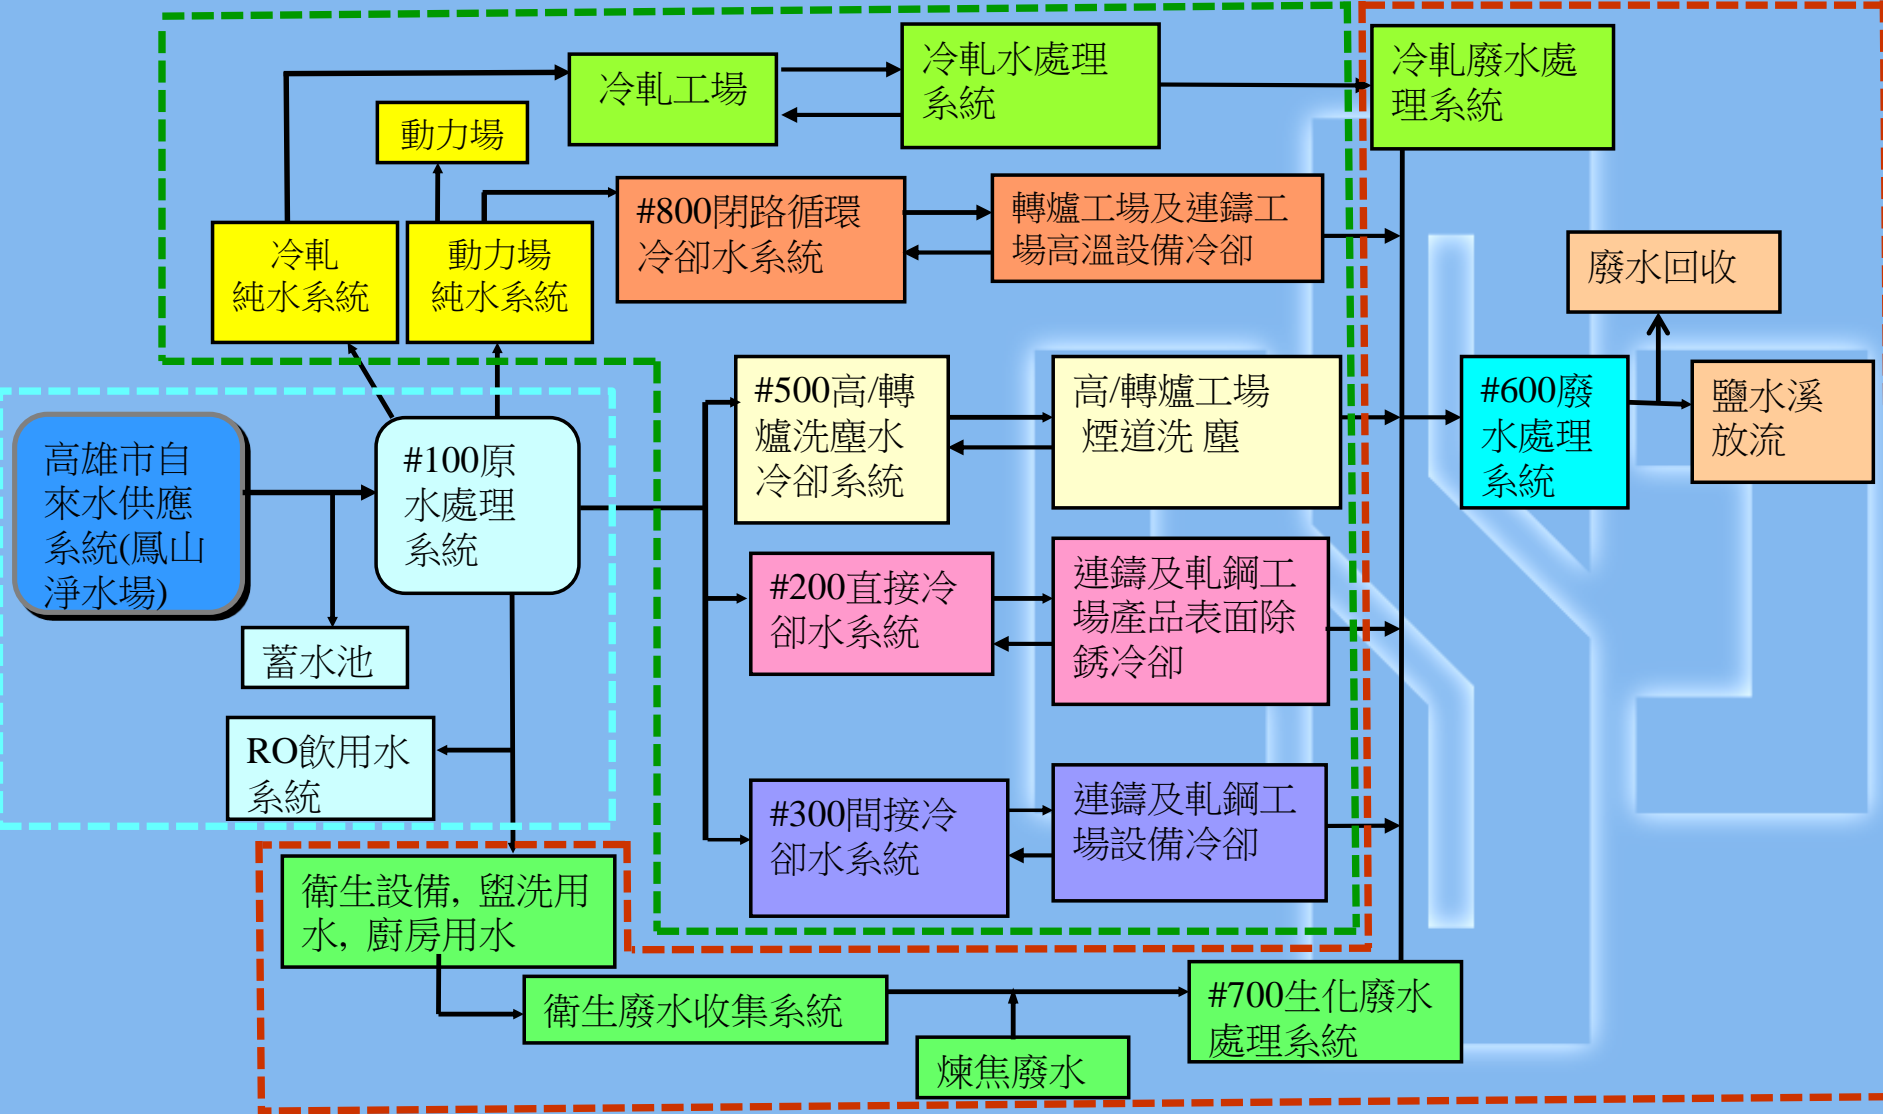 冷軋工場
冷軋水處理
系統
冷軋廢水處
理系統
動力場
#800閉路循環
冷卻水系統
轉爐工場及連鑄工
場高溫設備冷卻
冷軋
純水系統
動力場
純水系統
廢水回收
#500高/轉
爐洗塵水
冷卻系統
高/轉爐工場
煙道洗 塵
#600廢
水處理
系統
鹽水溪
放流
高雄市自
來水供應
系統(鳳山
淨水場)
#100原
水處理
系統
#200直接冷
卻水系統
連鑄及軋鋼工
場產品表面除
銹冷卻
蓄水池
RO飲用水
系統
#300間接冷
卻水系統
連鑄及軋鋼工
場設備冷卻
衛生設備, 盥洗用
水, 廚房用水
衛生廢水收集系統
#700生化廢水
處理系統
煉焦廢水